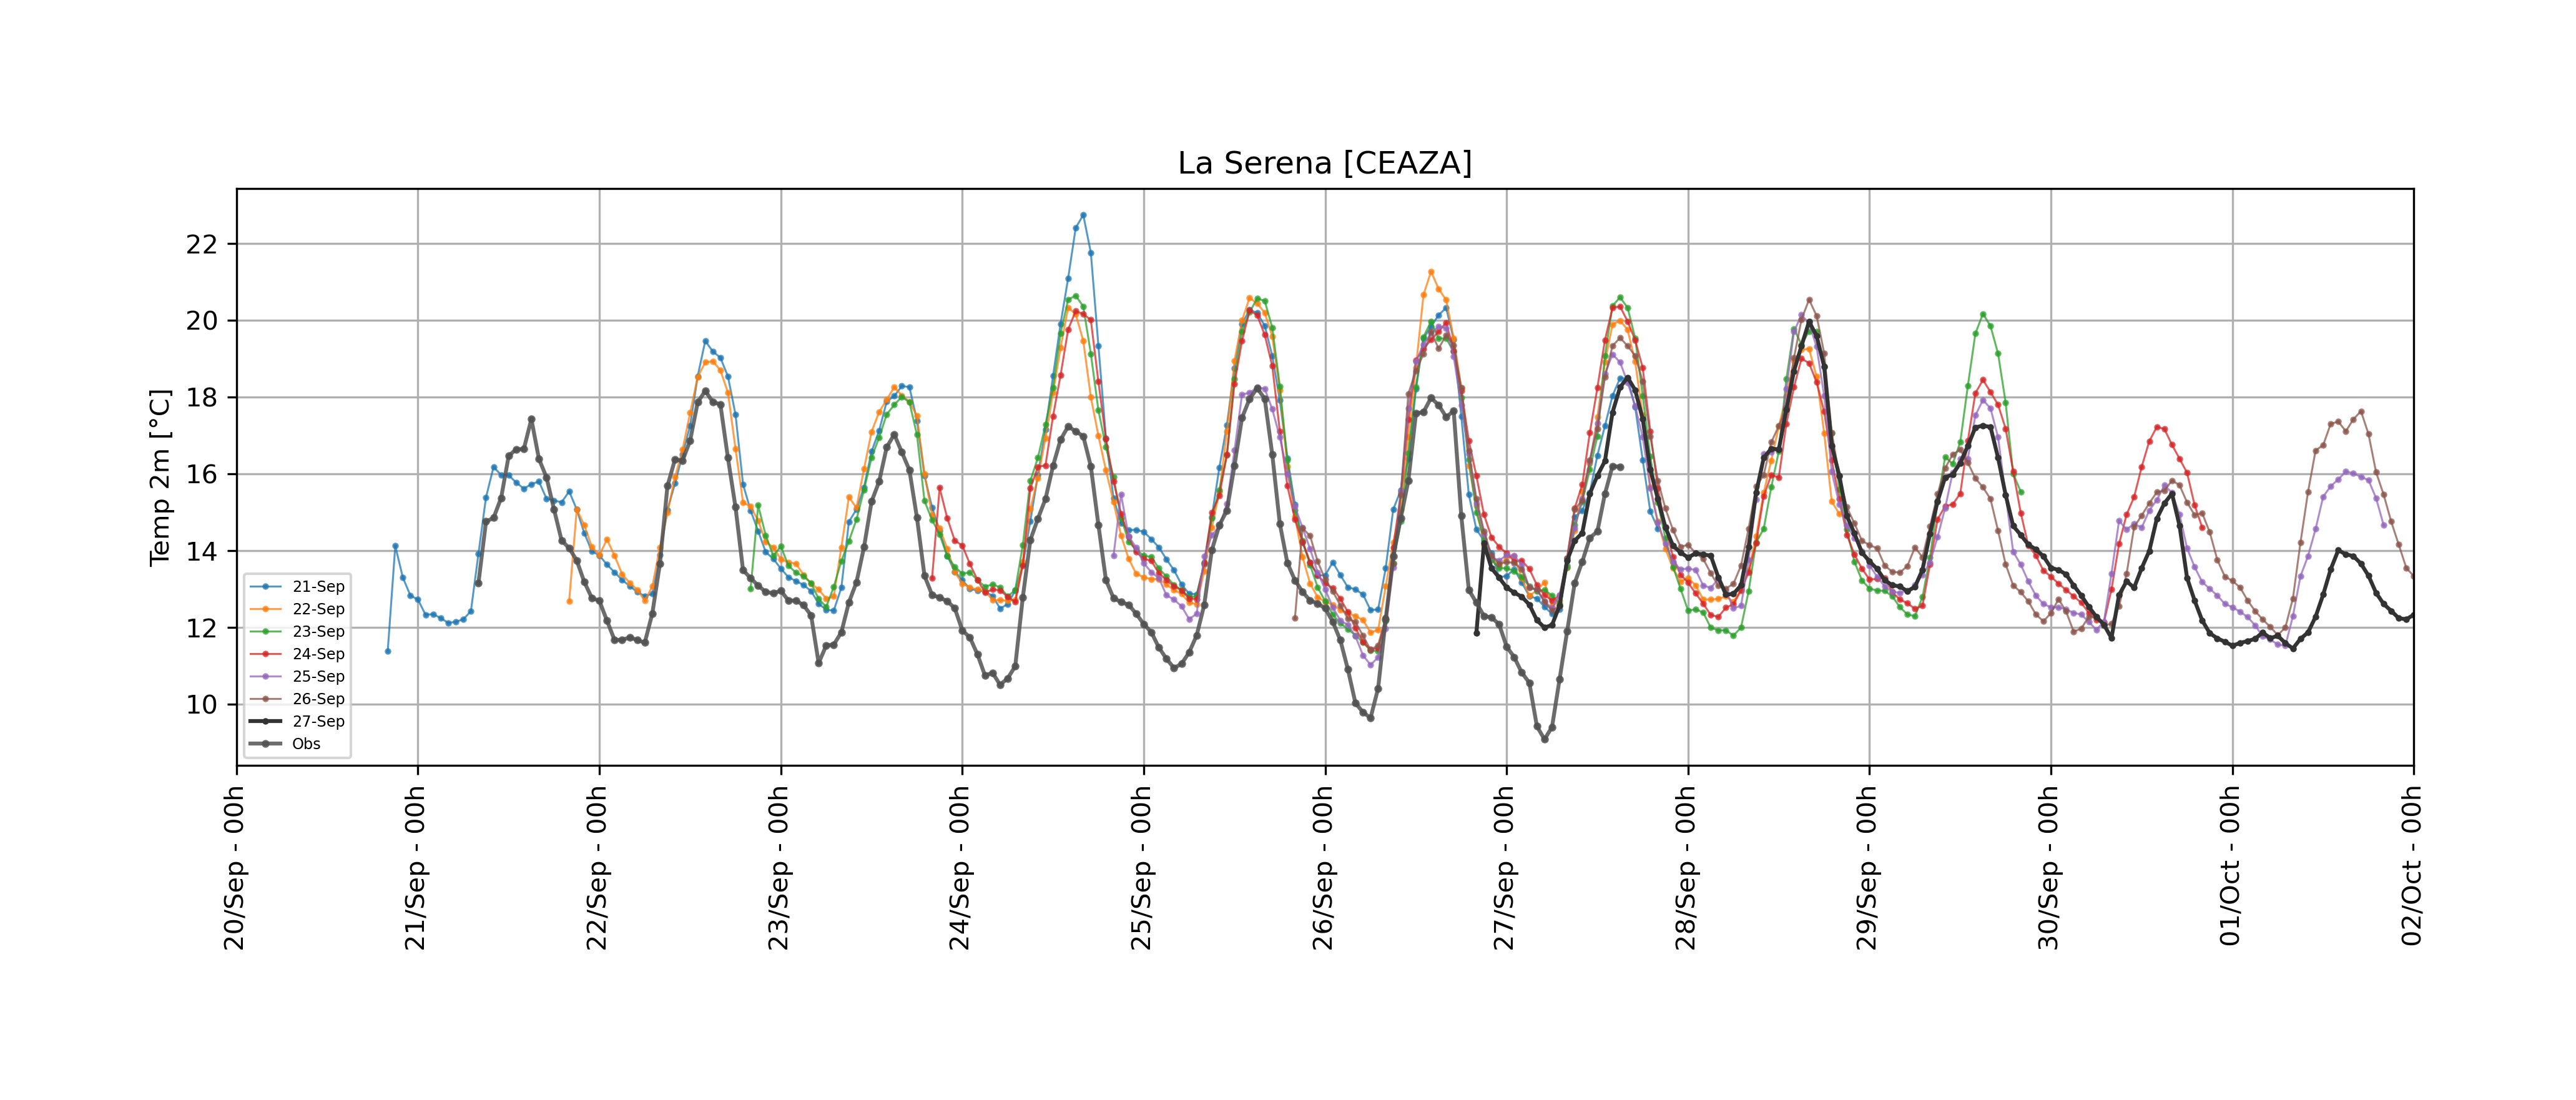 La Serena [CEAZA]
Temp 2m [°C]
22
20
18
16
14
12
10
21-Sep
22-Sep
23-Sep
24-Sep
25-Sep
26-Sep
27-Sep
Obs
20/Sep - 00h
21/Sep - 00h
22/Sep - 00h
23/Sep - 00h
24/Sep - 00h
25/Sep - 00h
26/Sep - 00h
27/Sep - 00h
28/Sep - 00h
29/Sep - 00h
30/Sep - 00h
01/Oct - 00h
02/Oct - 00h